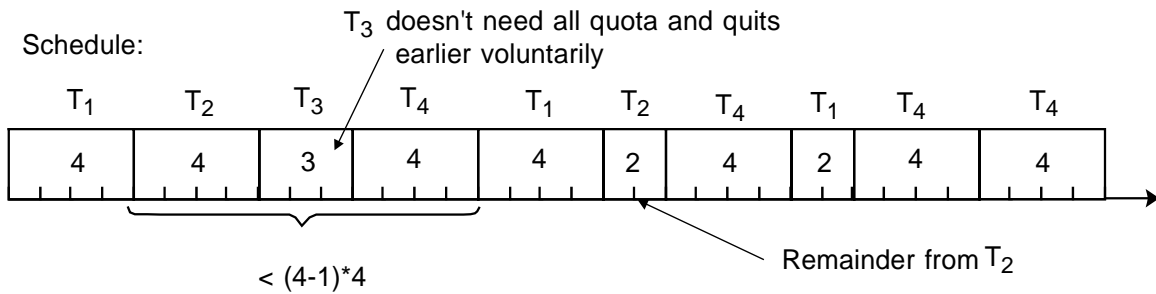 T3 doesn't need all quota and quits
earlier voluntarily
Schedule:
T1 T2 T3 T4 T1 T2 T4 T1 T4 T4
4 4 3 4 4 2 4 2 4 4
Remainder from T2
< (4-1)*4